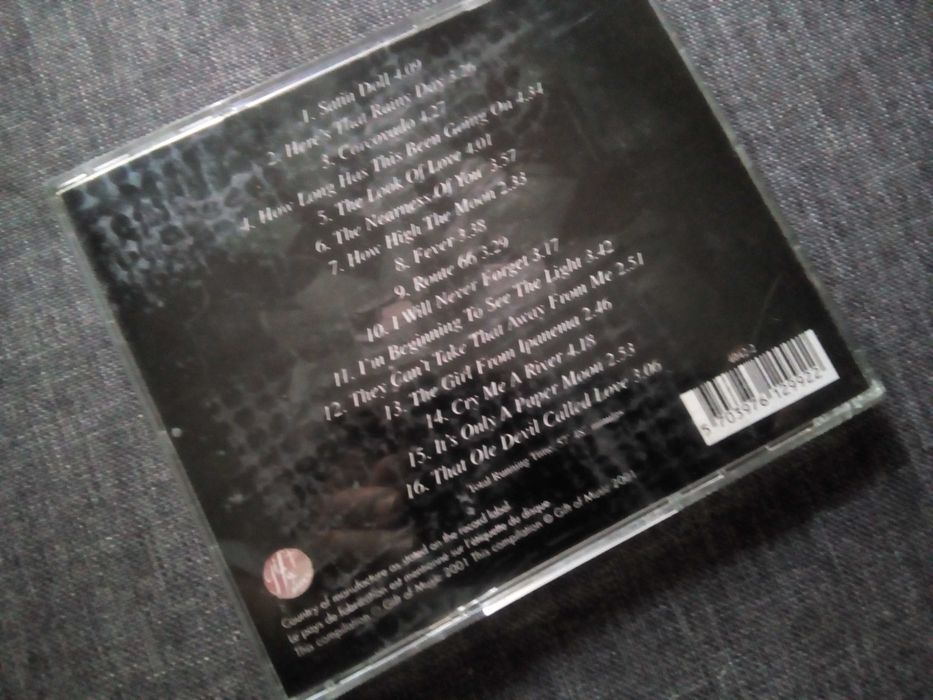 1. Satin Doll 4.09
2. Here's That Rainy Day 3.26
3. Corcovado 4.27
4. How Long Has This Been Going On 4.34
5. The Look Of Love 4.01
6. The Nearness Of You 3.57
7. How High The Moon 2.33
8. Fever 3.38
9. Route 66 3.29
10. I Will Never Forget 3.17
11. I'm Beginning To See The Light 3.42
12. They Can't Take That Away From Me 2.51
13. The Girl From Ipanema 2.46
14. Cry Me A River 4.18
15. It's Only A Paper Moon 2.53
16. That Ole Devil Called Love 3.06
Total Running Time: 57
5 703976 129922
Country of manufacture as stated on the record label
Le pays de fabrication est mentionné sur l'étiquette de disque
This compilation ℗ Gift of Music 2001 This compilation © Gift of Music 2001